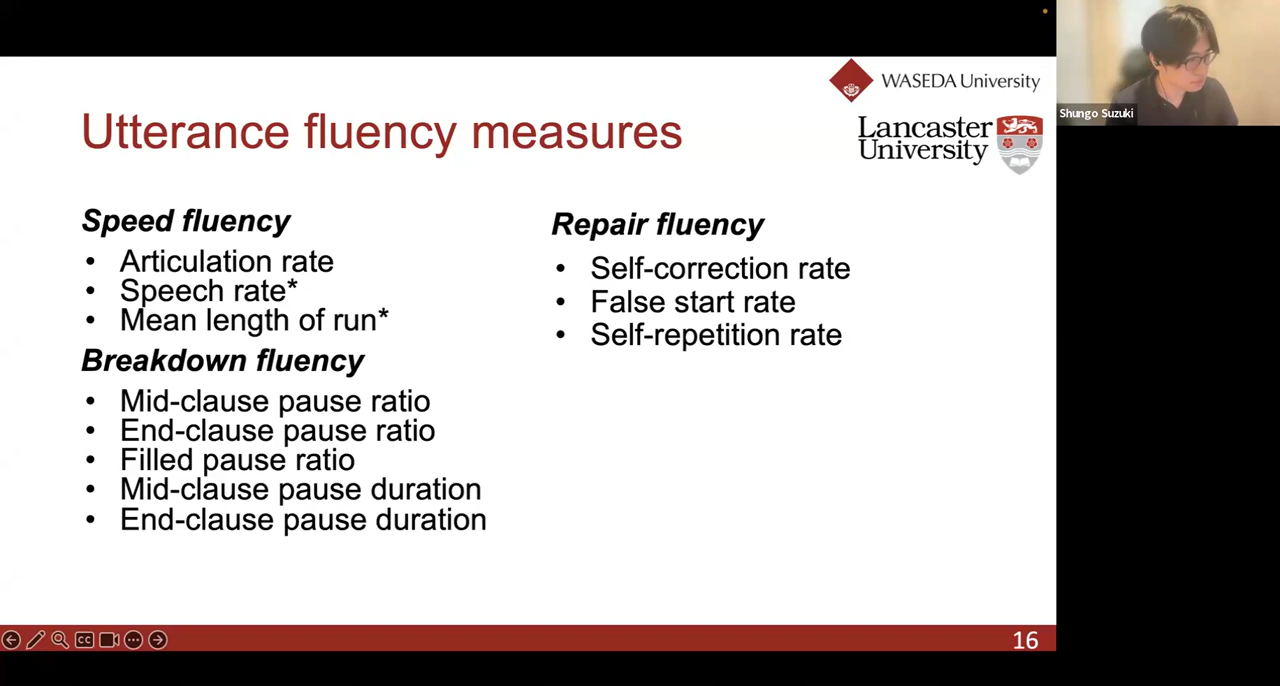 WASEDA University
Lancaster
University
Utterance fluency measures
Speed fluency
• Articulation rate
• Speech rate*
• Mean length of run*
Breakdown fluency
• Mid-clause pause ratio
• End-clause pause ratio
• Filled pause ratio
• Mid-clause pause duration
• End-clause pause duration
Repair fluency
• Self-correction rate
• False start rate
• Self-repetition rate
Shungo Suzuki
CC
16